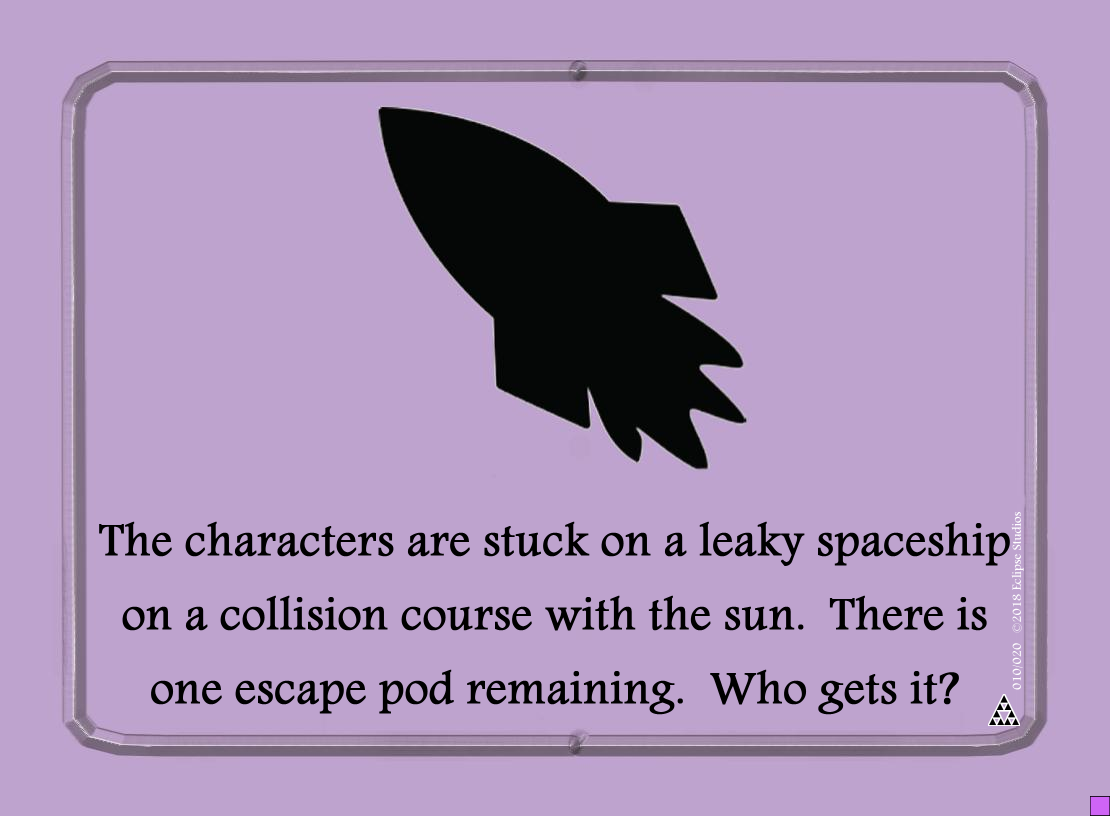 The characters are stuck on a leaky spaceship
on a collision course with the sun.  There is
one escape pod remaining.  Who gets it?
010/020   ©2018 Eclipse Studios